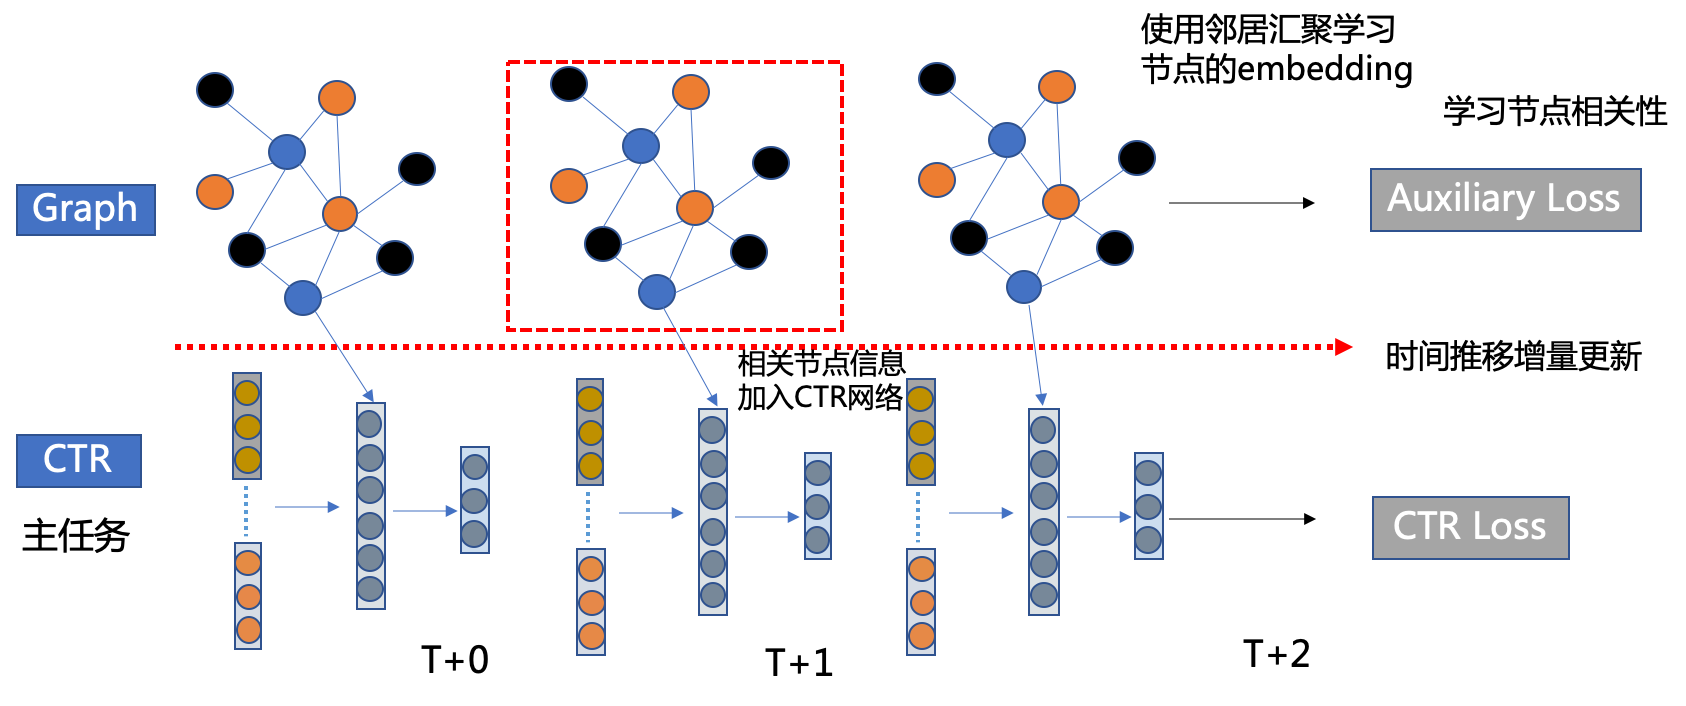 使用邻居汇聚学习
节点的embedding
学习节点相关性
Graph
Auxiliary Loss
时间推移增量更新
相关节点信息
加入CTR网络
CTR
主任务
CTR Loss
T+0
T+1
T+2